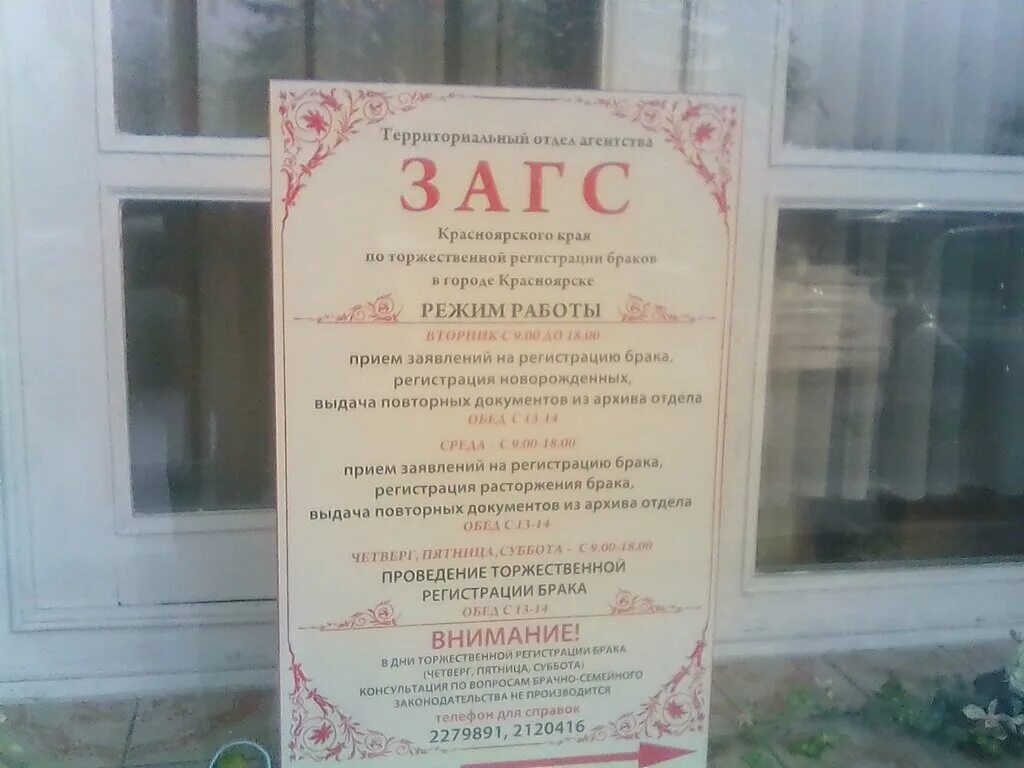 Территориальный отдел агентства
ЗАГС
Красноярского края
по торжественной регистрации браков
в городе Красноярске
РЕЖИМ РАБОТЫ
ВТОРНИК С 9.00 ДО 18.00
прием заявлений на регистрацию брака,
регистрация новорожденных,
выдача повторных документов из архива отдела
ОБЕД С 13-14
СРЕДА - С 9.00-18.00
прием заявлений на регистрацию брака,
регистрация расторжения брака,
выдача повторных документов из архива отдела
ОБЕД С 13-14
ЧЕТВЕРГ, ПЯТНИЦА, СУББОТА - С 9.00-18.00
ПРОВЕДЕНИЕ ТОРЖЕСТВЕННОЙ
РЕГИСТРАЦИИ БРАКА
ОБЕД С 13-14
ВНИМАНИЕ!
В ДНИ ТОРЖЕСТВЕННОЙ РЕГИСТРАЦИИ БРАКА
(ЧЕТВЕРГ, ПЯТНИЦА, СУББОТА)
КОНСУЛЬТАЦИЯ ПО ВОПРОСАМ БРАЧНО-СЕМЕЙНОГО
ЗАКОНОДАТЕЛЬСТВА НЕ ПРОИЗВОДИТСЯ
телефон для справок
2279891, 2120416